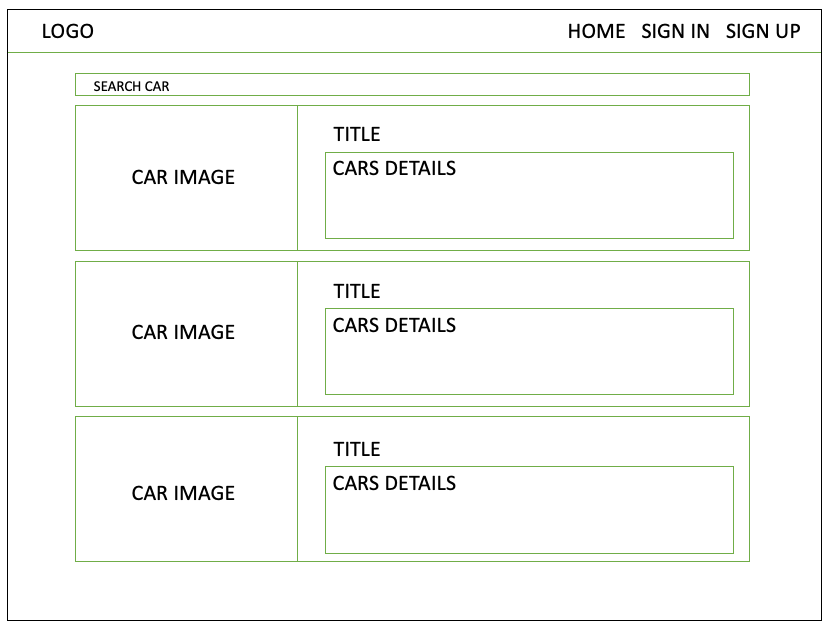 LOGO HOME SIGN IN SIGN UP
SEARCH CAR
CAR IMAGE
TITLE
CARS DETAILS
CAR IMAGE
TITLE
CARS DETAILS
CAR IMAGE
TITLE
CARS DETAILS